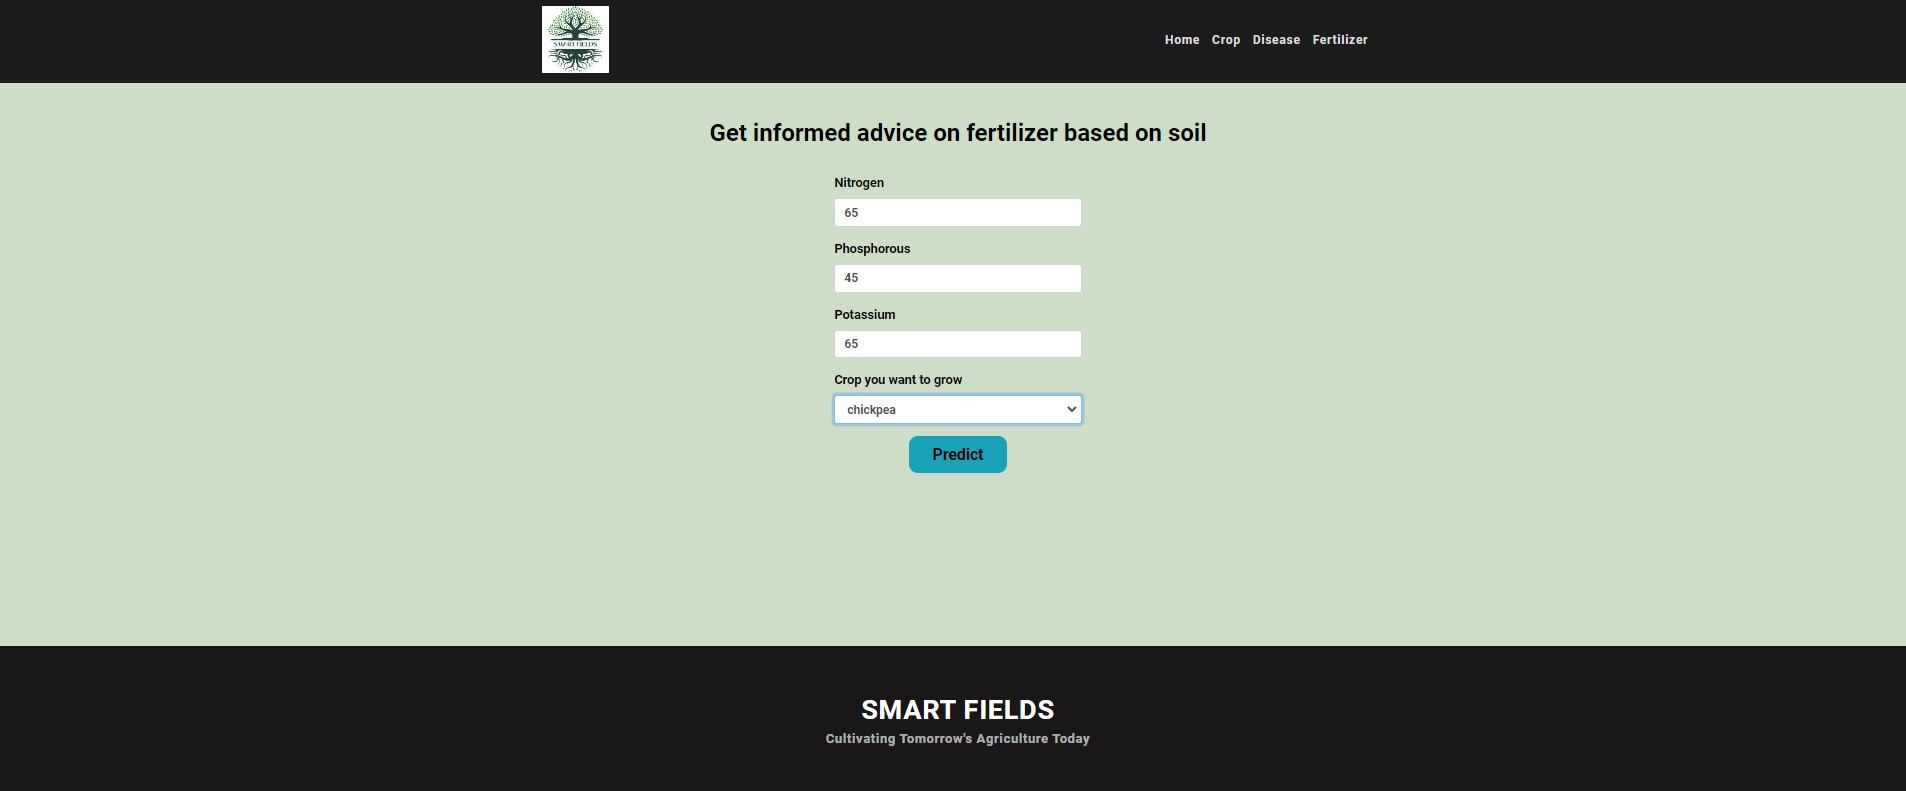 SMART FIELDS
Home Crop Disease Fertilizer
Get informed advice on fertilizer based on soil
Nitrogen
65
Phosphorous
45
Potassium
65
Crop you want to grow
chickpea
Predict
SMART FIELDS
Cultivating Tomorrow's Agriculture Today